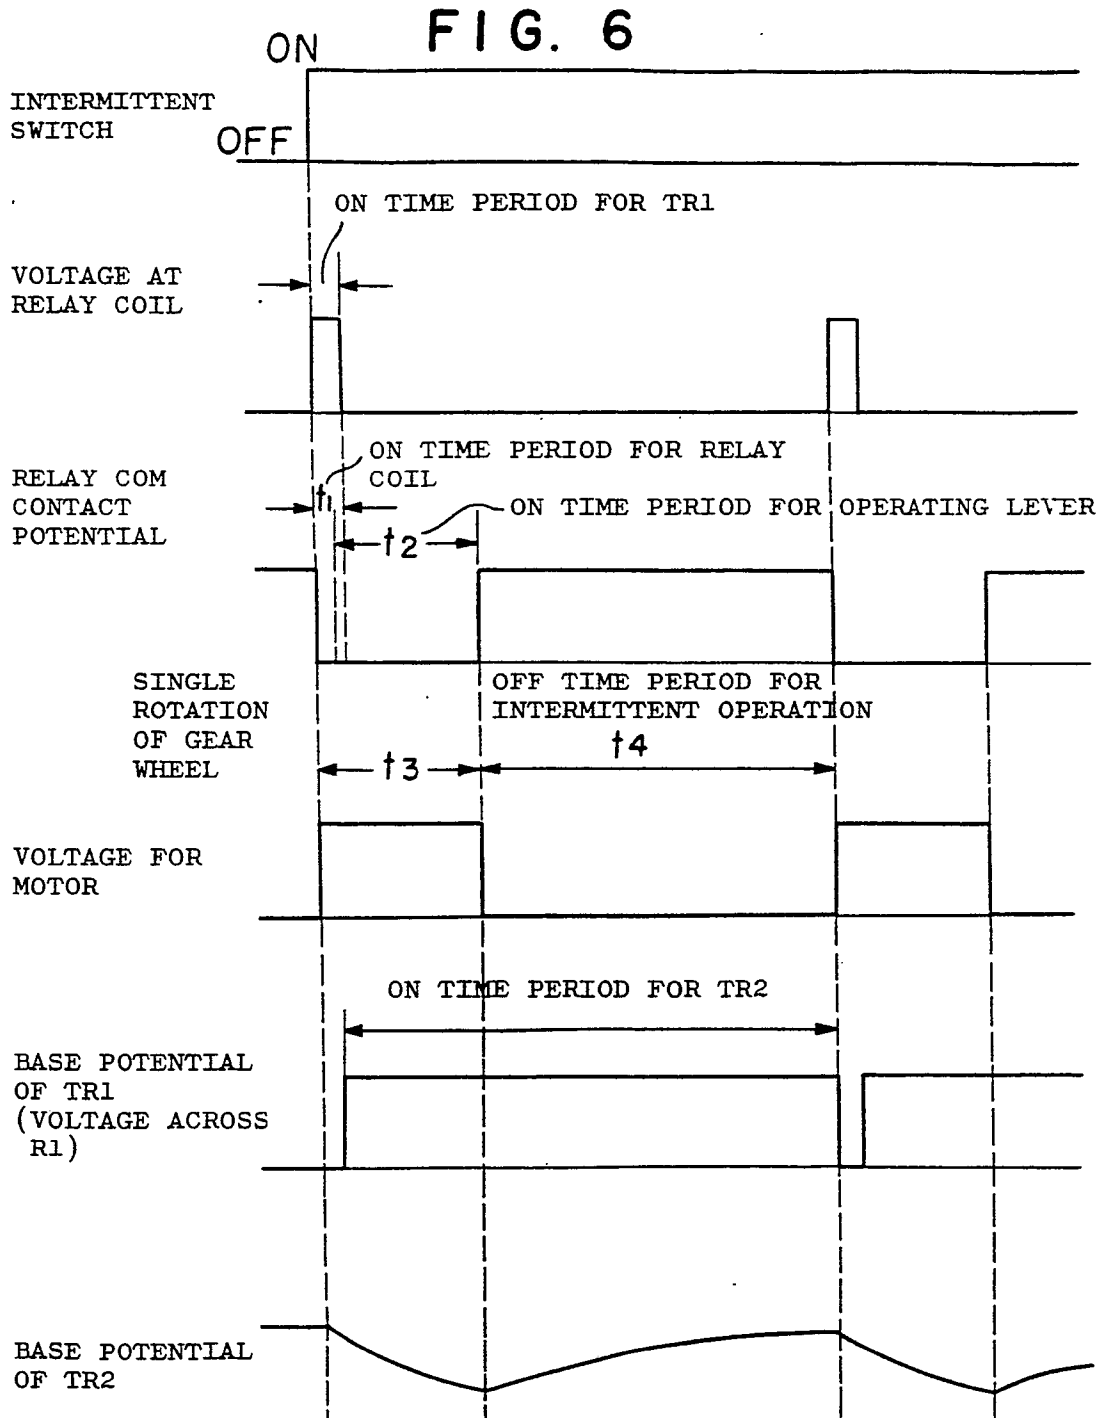 FIG. 6
ON
INTERMITTENT
SWITCH
OFF
ON TIME PERIOD FOR TR1
VOLTAGE AT
RELAY COIL
ON TIME PERIOD FOR RELAY
COIL
RELAY COM
CONTACT
POTENTIAL
t1
ON TIME PERIOD FOR OPERATING LEVER
t2
SINGLE
ROTATION
OF GEAR
WHEEL
OFF TIME PERIOD FOR
INTERMITTENT OPERATION
t3
t4
VOLTAGE FOR
MOTOR
ON TIME PERIOD FOR TR2
BASE POTENTIAL
OF TR1
(VOLTAGE ACROSS
R1)
BASE POTENTIAL
OF TR2